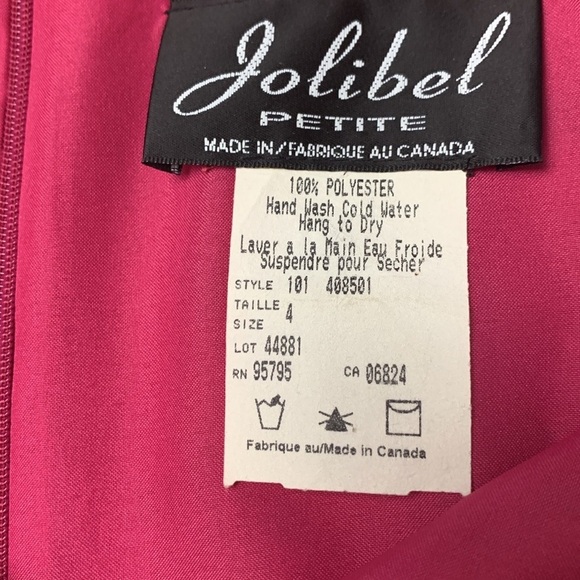 Jolibel
PETITE
MADE IN/FABRIQUE AU CANADA
100% POLYESTER
Hand Wash Cold Water
Hang to Dry
Laver a la Main Eau Froide
Suspendre pour Secher
STYLE 101 408501
TAILLE
SIZE 4
LOT 44881
RN 95795 CA 06824
Fabrique au/Made in Canada